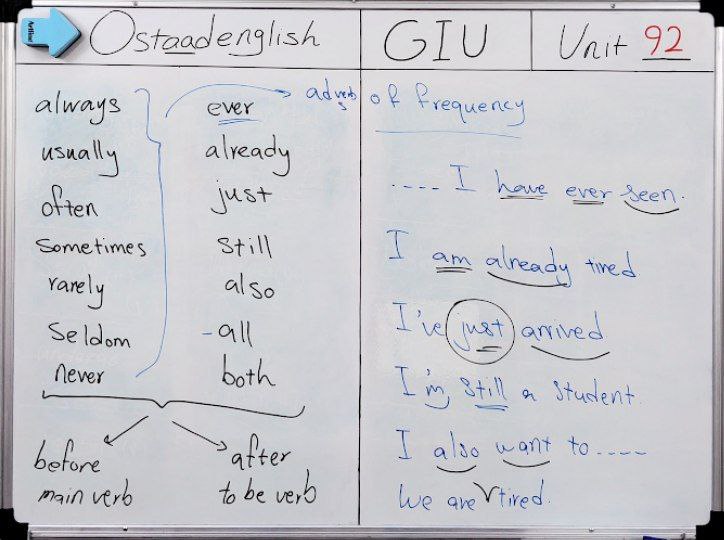 Ostaadenglish
GIU
Unit 92
always
usually
often
sometimes
rarely
seldom
never
ever
already
just
still
also
-all
both
before
main verb
after
to be verb
adverbs of frequency
.... I have ever seen.
I am already tired
I've just arrived
I'm still a student
I also want to ----
We are tired.